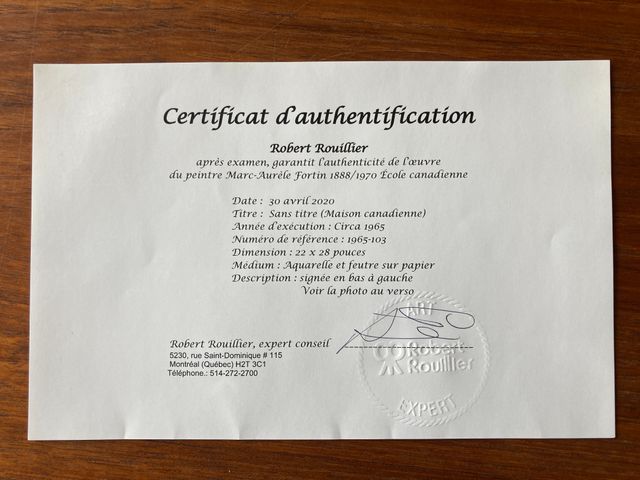 Certificat d'authentification
Robert Rouillier
après examen, garantit l'authenticité de l'œuvre
du peintre Marc-Aurèle Fortin 1888/1970 École canadienne
Date : 30 avril 2020
Titre : Sans titre (Maison canadienne)
Année d'exécution : Circa 1965
Numéro de référence : 1965-103
Dimension : 22 x 28 pouces
Médium : Aquarelle et feutre sur papier
Description : signée en bas à gauche
Voir la photo au verso
Robert Rouillier, expert conseil
5230, rue Saint-Dominique # 115
Montréal (Québec) H2T 3C1
Téléphone.: 514-272-2700
ART
Robert
Rouillier
EXPERT